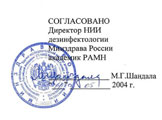 СОГЛАСОВАНО
Директор НИИ
дезинфектологии
Минздрава России
академик РАМН
М.Г.Шандала
2004 г.